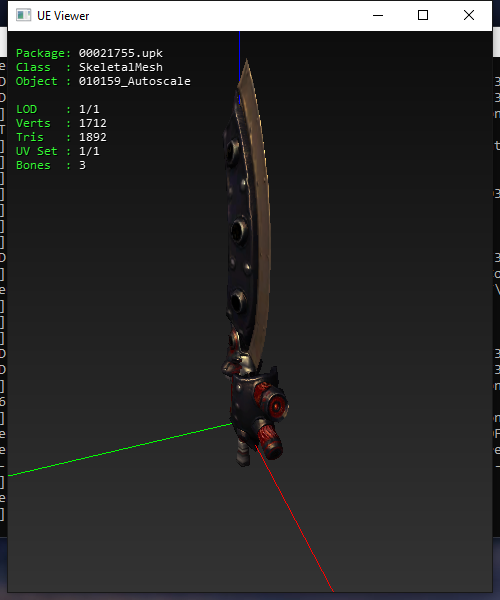 UE Viewer
Package: 00021755.upk
Class : SkeletalMesh
Object : 010159_Autoscale
LOD : 1/1
Verts : 1712
Tris : 1892
UV Set : 1/1
Bones : 3